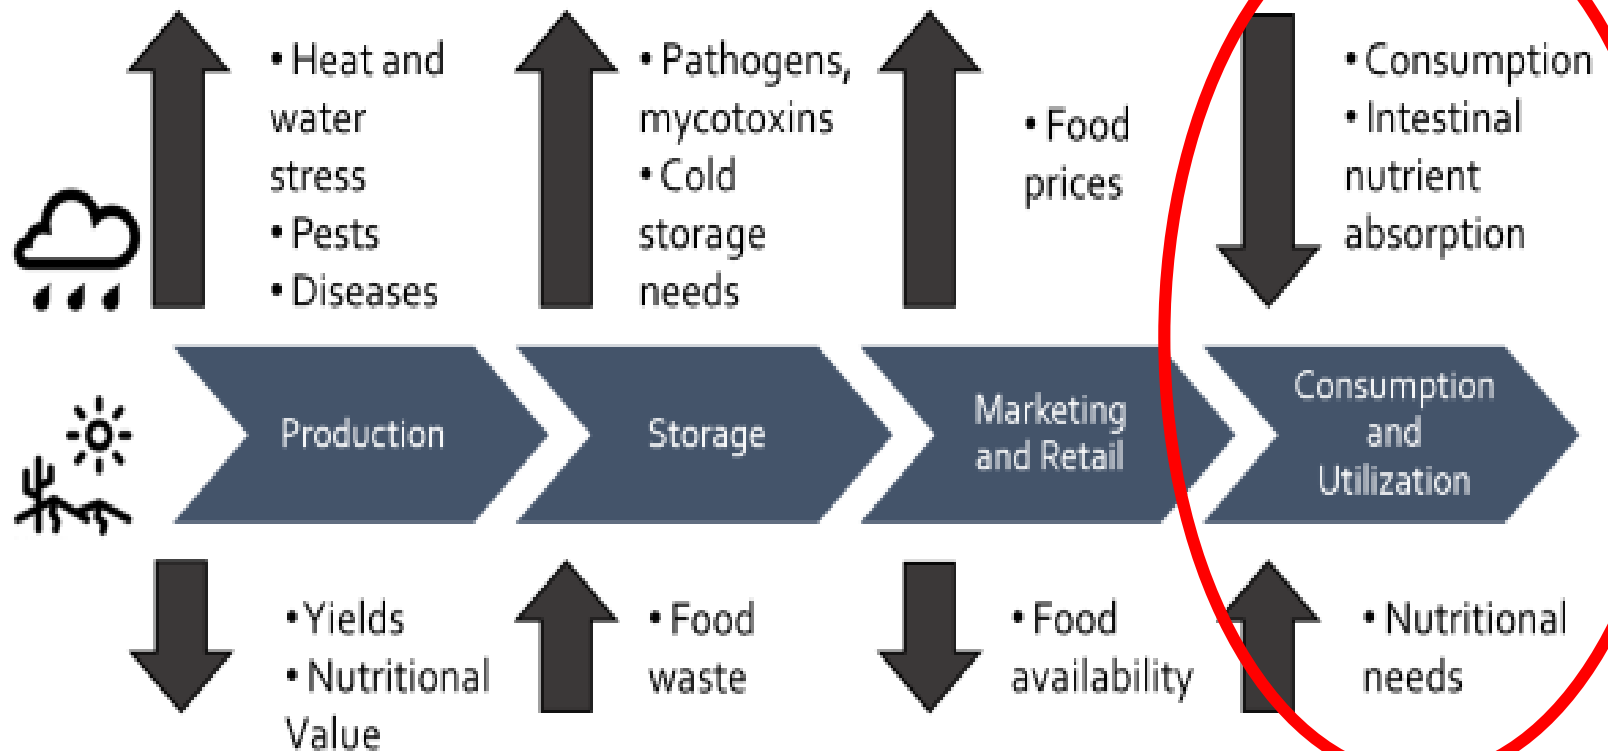 • Heat and
water
stress
• Pests
• Diseases
• Pathogens,
mycotoxins
• Cold
storage
needs
• Food
prices
• Consumption
• Intestinal
nutrient
absorption
Production
Storage
Marketing
and Retail
Consumption
and
Utilization
• Yields
• Nutritional
Value
• Food
waste
• Food
availability
• Nutritional
needs